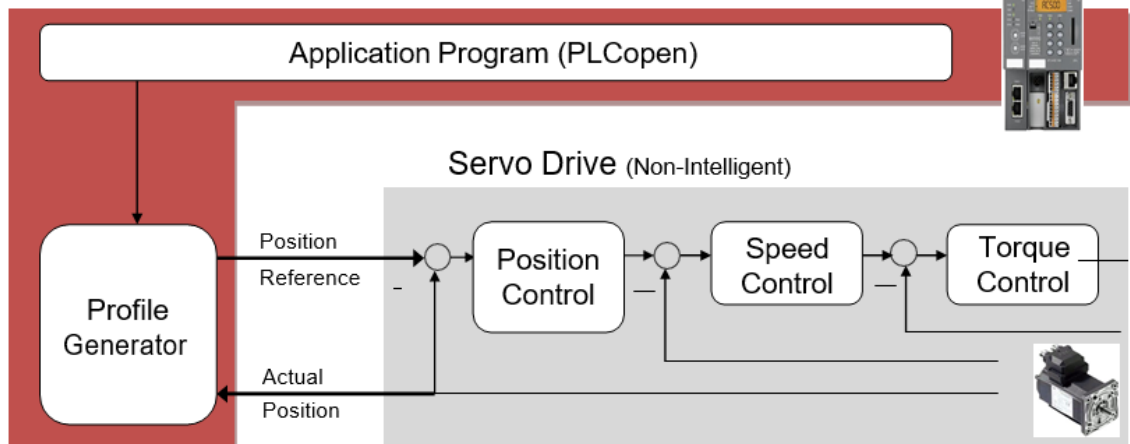 Application Program (PLCopen)
Servo Drive (Non-Intelligent)
Position
Reference
-
Profile
Generator
Position
Control
—
Speed
Control
—
Torque
Control
Actual
Position